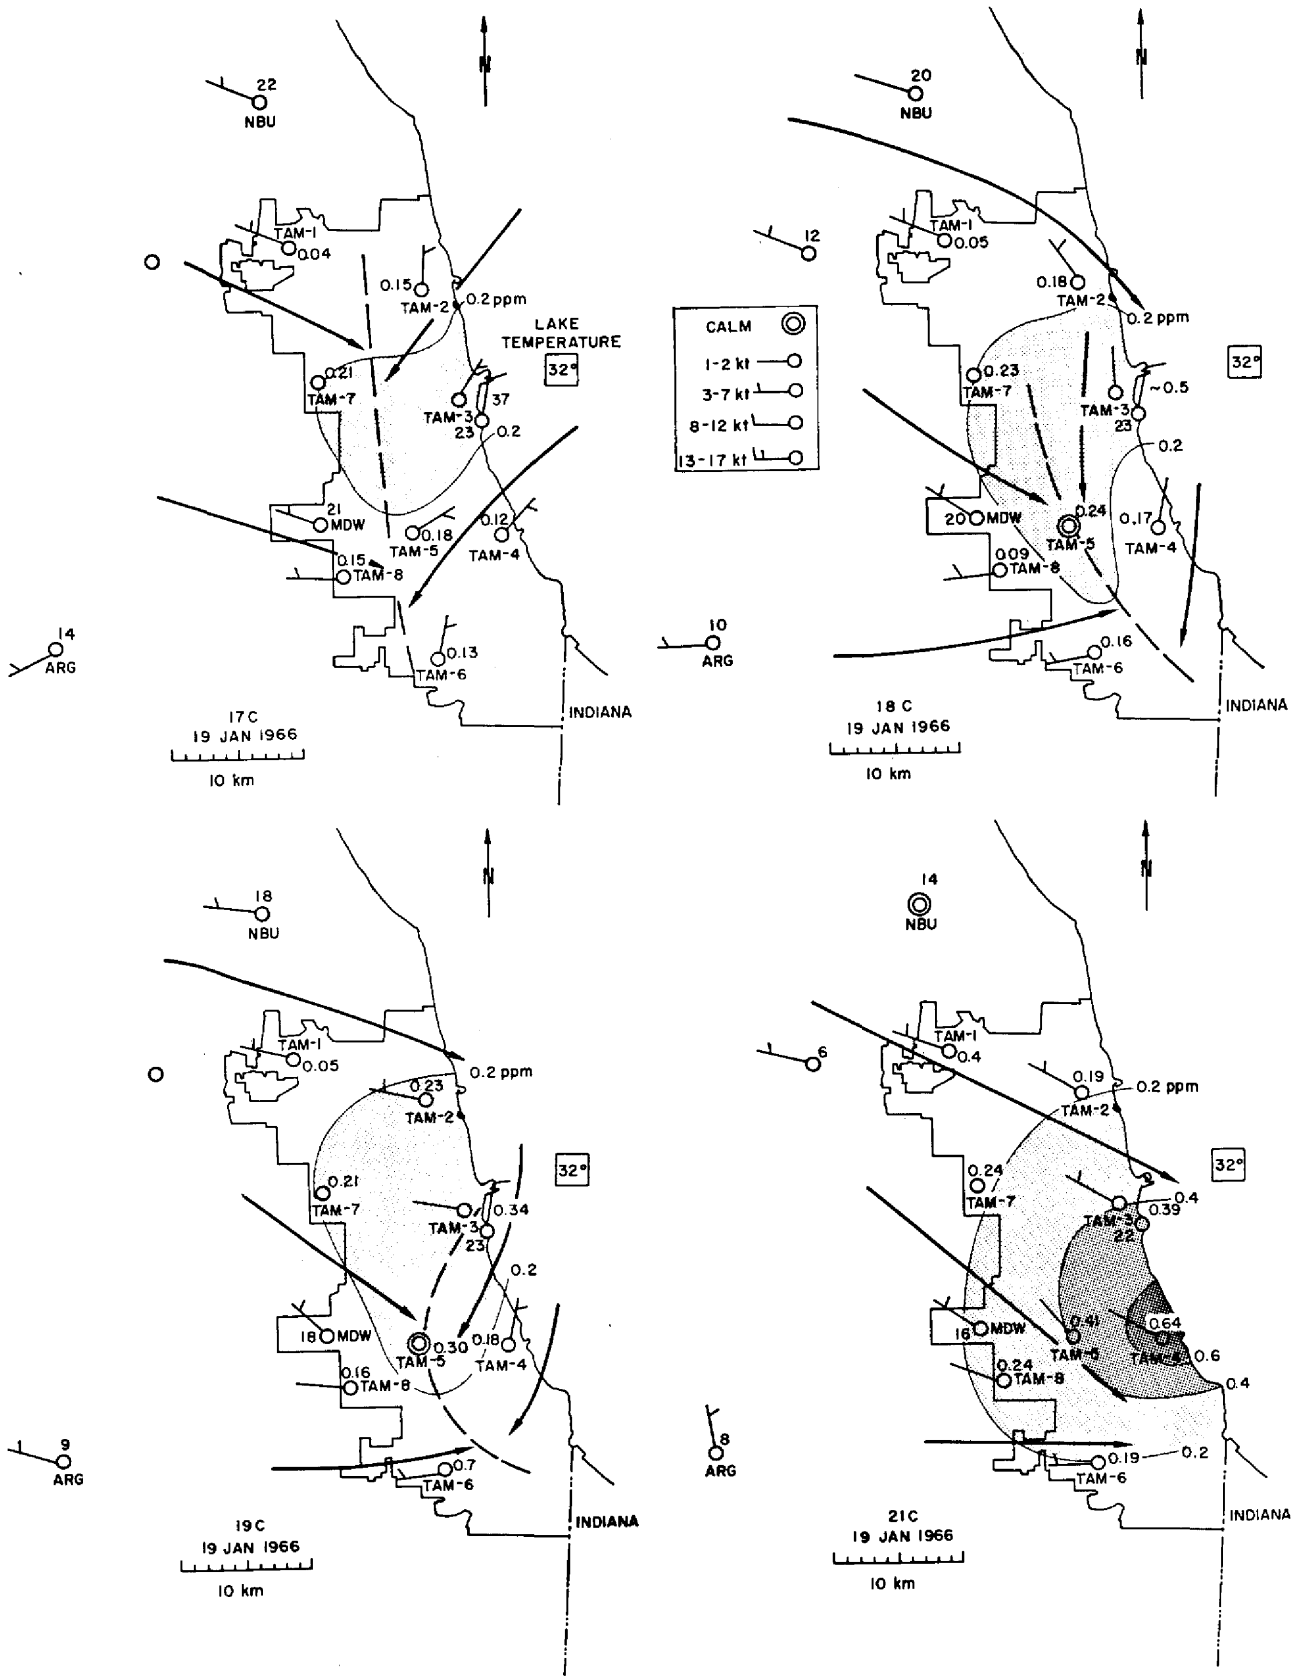 N
22
NBU
TAM-1
0.04
0.15
TAM-2
0.2 ppm
LAKE
TEMPERATURE
32°
0.21
TAM-7
TAM-3
37
23
0.2
21
MDW
0.18
TAM-5
0.12
TAM-4
0.15
TAM-8
14
ARG
0.13
TAM-6
INDIANA
17C
19 JAN 1966
10 km
N
20
NBU
TAM-1
0.05
12
0.18
TAM-2
0.2 ppm
CALM
1-2 kt
3-7 kt
8-12 kt
13-17 kt
32°
0.23
TAM-7
~0.5
TAM-3
23
0.2
20
MDW
0.24
TAM-5
0.17
TAM-4
0.09
TAM-8
10
ARG
0.16
TAM-6
INDIANA
18 C
19 JAN 1966
10 km
N
18
NBU
TAM-1
0.05
0.2 ppm
0.23
TAM-2
32°
0.21
TAM-7
0.34
TAM-3
23
0.2
18
MDW
0.30
TAM-5
0.18
TAM-4
0.16
TAM-8
9
ARG
0.7
TAM-6
INDIANA
19C
19 JAN 1966
10 km
N
14
NBU
TAM-1
0.4
6
0.19
TAM-2
0.2 ppm
32°
0.24
TAM-7
0.4
0.39
TAM-3
22
16
MDW
0.41
TAM-5
0.64
TAM-4
0.6
0.24
TAM-8
0.4
8
ARG
0.2
0.19
TAM-6
INDIANA
21C
19 JAN 1966
10 km